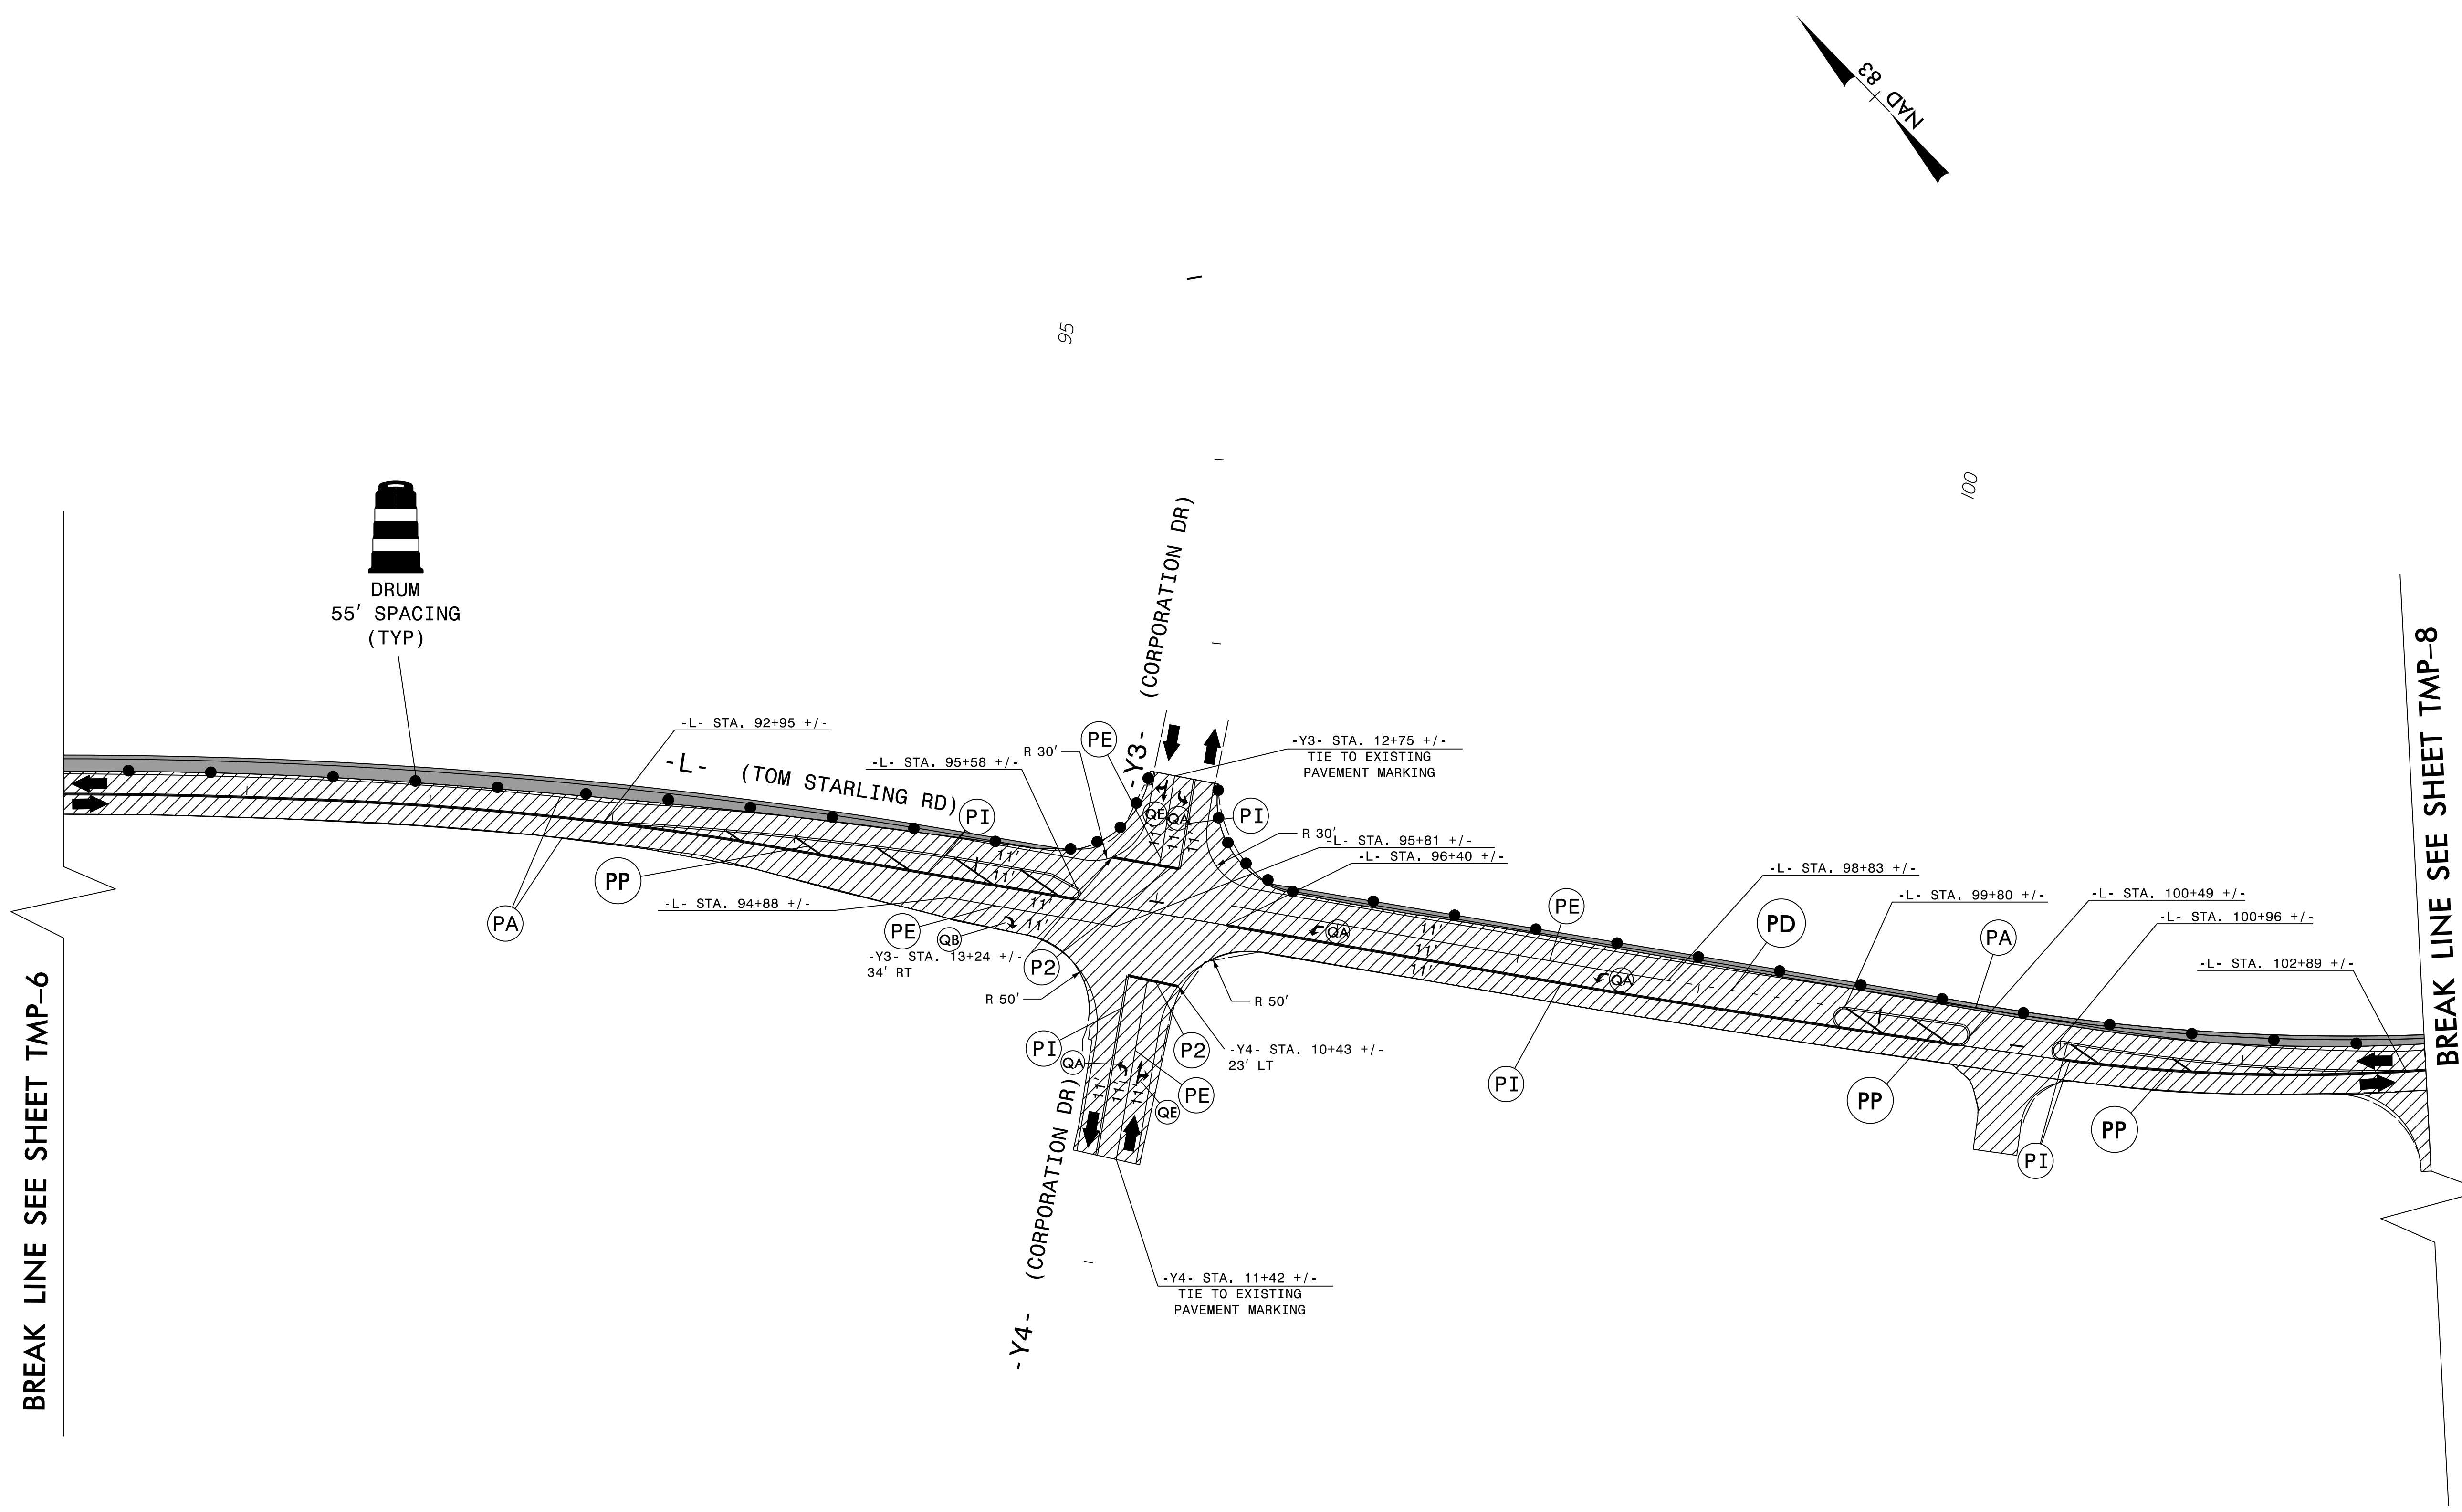 NAD 83
95
100
DRUM
55' SPACING
(TYP)
(CORPORATION DR)
-Y3-
-L- (TOM STARLING RD)
-L- STA. 92+95 +/-
-L- STA. 95+58 +/-
R 30'
PE
-Y3- STA. 12+75 +/-
TIE TO EXISTING
PAVEMENT MARKING
PI
QE
QA
11'
11'
11'
PI
R 30'
-L- STA. 95+81 +/-
-L- STA. 96+40 +/-
11'
11'
11'
11'
PP
PA
-L- STA. 94+88 +/-
PE
QB
-Y3- STA. 13+24 +/-
34' RT
P2
R 50'
R 50'
QA
11'
11'
11'
PE
QA
-L- STA. 98+83 +/-
PD
-L- STA. 99+80 +/-
PA
-L- STA. 100+49 +/-
-L- STA. 100+96 +/-
-L- STA. 102+89 +/-
PI
QA
11'
11'
11'
P2
-Y4- STA. 10+43 +/-
23' LT
PE
QE
PI
PP
PI
PP
-Y4- (CORPORATION DR)
-Y4- STA. 11+42 +/-
TIE TO EXISTING
PAVEMENT MARKING
BREAK LINE SEE SHEET TMP-6
BREAK LINE SEE SHEET TMP-8